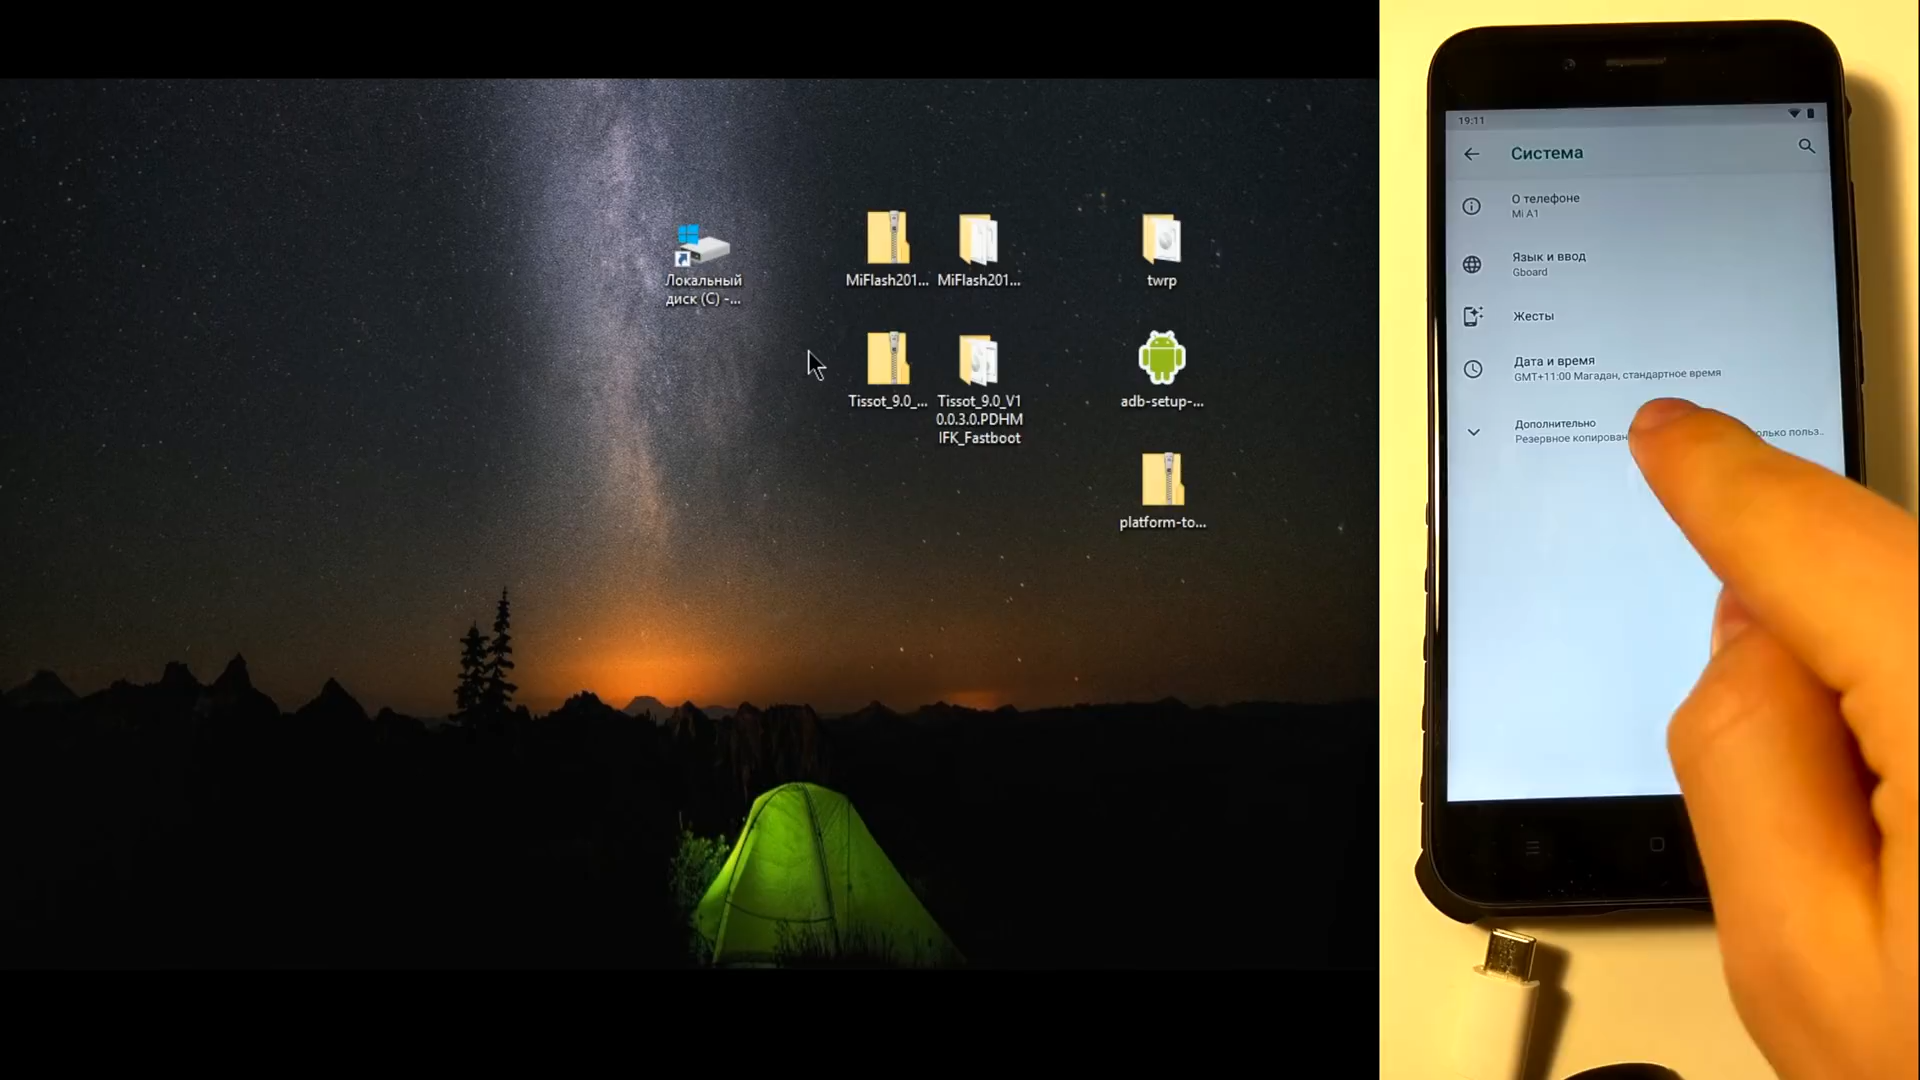 Локальный
диск (C) -...
MiFlash201...
MiFlash201...
twrp
Tissot_9.0_...
Tissot_9.0_V1
0.0.3.0.PDHM
IFK_Fastboot
adb-setup-...
platform-to...
19:11
Система
О телефоне
Mi A1
Язык и ввод
Gboard
Жесты
Дата и время
GMT+11:00 Магадан, стандартное время
Дополнительно
Резервное польз..